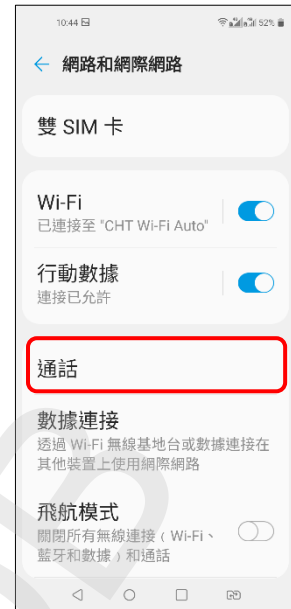 10:44
52%
網路和網際網路
雙 SIM 卡
Wi-Fi
已連接至 "CHT Wi-Fi Auto"
行動數據
連接已允許
通話
數據連接
透過 Wi-Fi 無線基地台或數據連接在
其他裝置上使用網際網路
飛航模式
關閉所有無線連接（Wi-Fi、
藍牙和數據）和通話